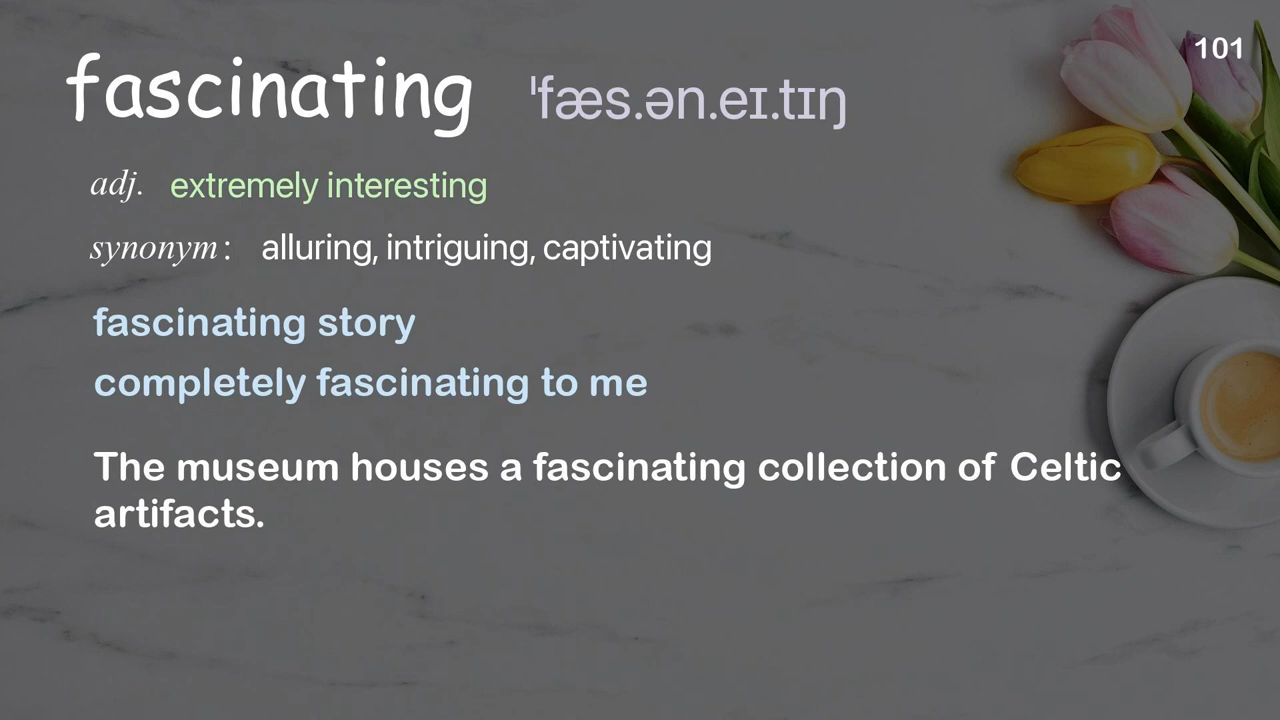 101
fascinating ˈfæs.ən.eɪ.tɪŋ
adj. extremely interesting
synonym: alluring, intriguing, captivating
fascinating story
completely fascinating to me
The museum houses a fascinating collection of Celtic
artifacts.